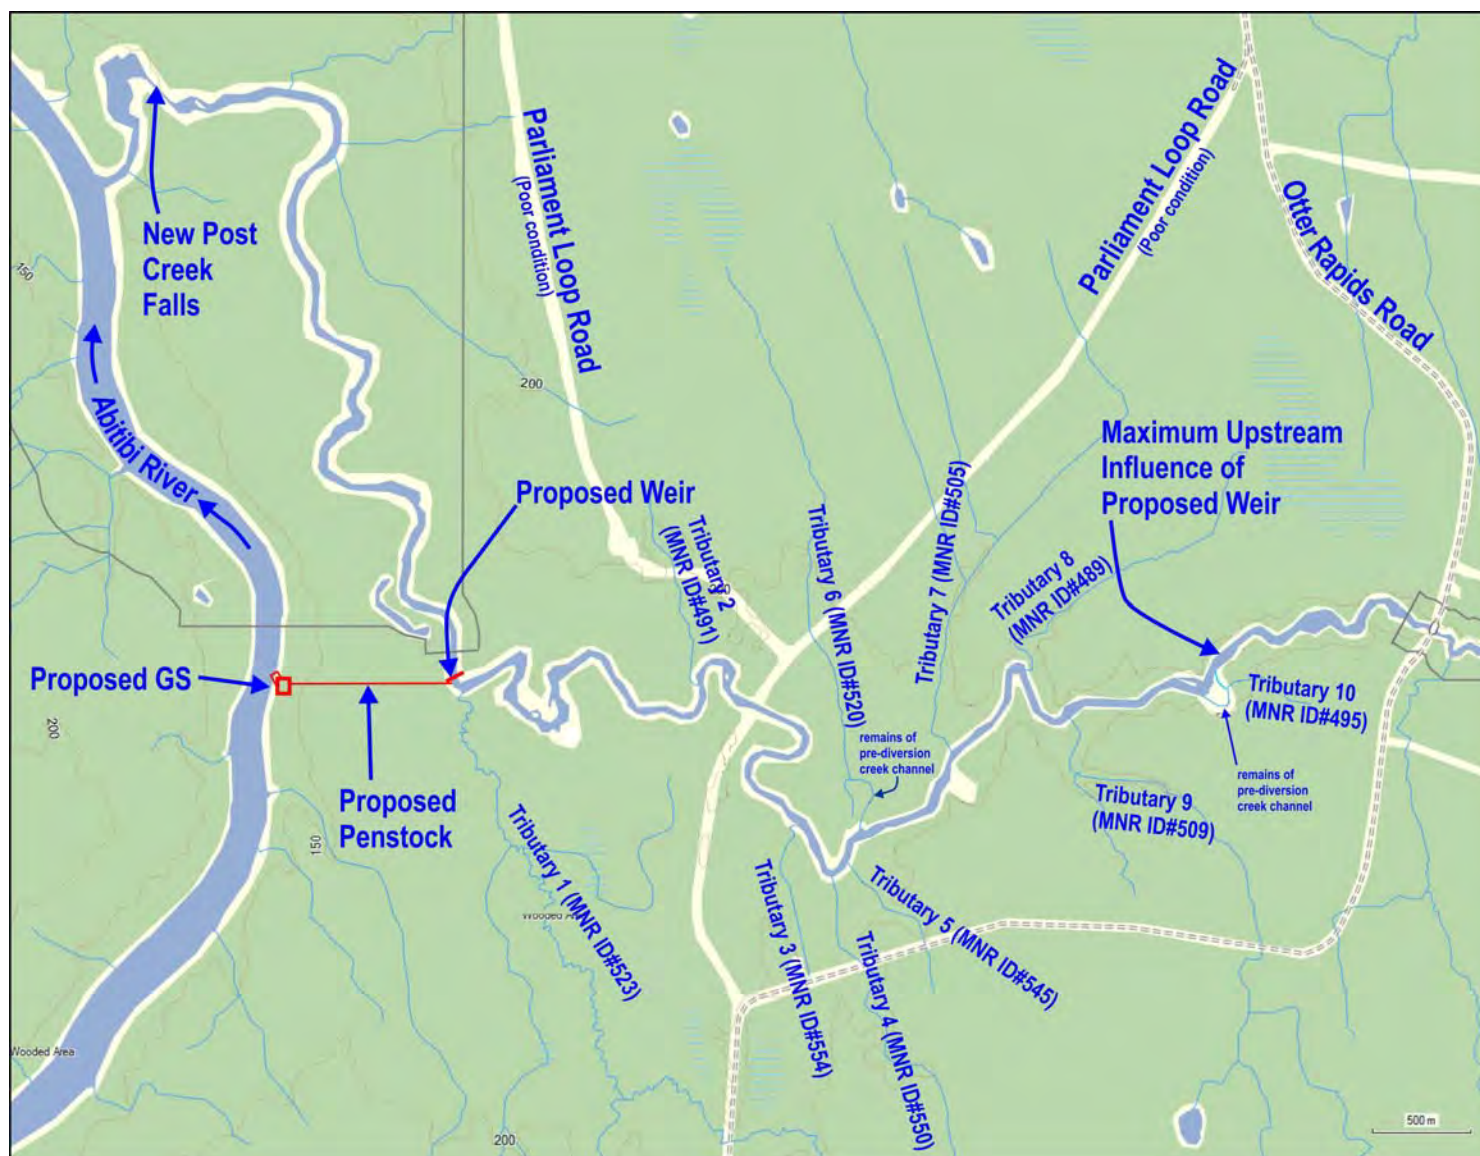 New Post
Creek
Falls
150
Abitibi River
Parliament Loop Road
(Poor condition)
200
Parliament Loop Road
(Poor condition)
Otter Rapids Road
Maximum Upstream
Influence of
Proposed Weir
Proposed Weir
Tributary 2
(MNR ID#491)
Tributary 6 (MNR ID#520)
Tributary 7 (MNR ID#505)
Tributary 8
(MNR ID#489)
Proposed GS
200
Proposed
Penstock
150
Tributary 1 (MNR ID#523)
remains of
pre-diversion
creek channel
Tributary 10
(MNR ID#495)
remains of
pre-diversion
creek channel
Tributary 9
(MNR ID#509)
Tributary 3 (MNR ID#554)
Tributary 4 (MNR ID#550)
Tributary 5 (MNR ID#545)
Wooded
Wooded Area
200
500 m